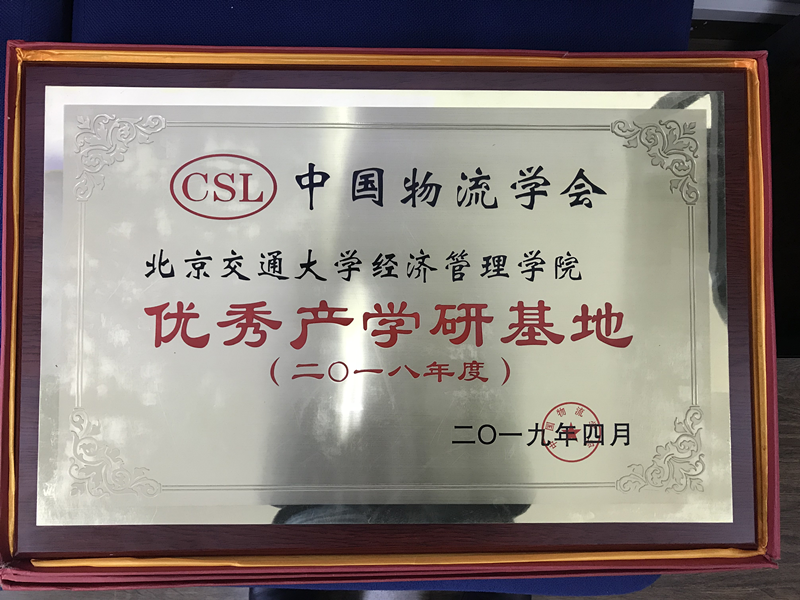 CSL 中国物流学会
北京交通大学经济管理学院
优秀产学研基地
（二〇一八年度）
二〇一九年四月